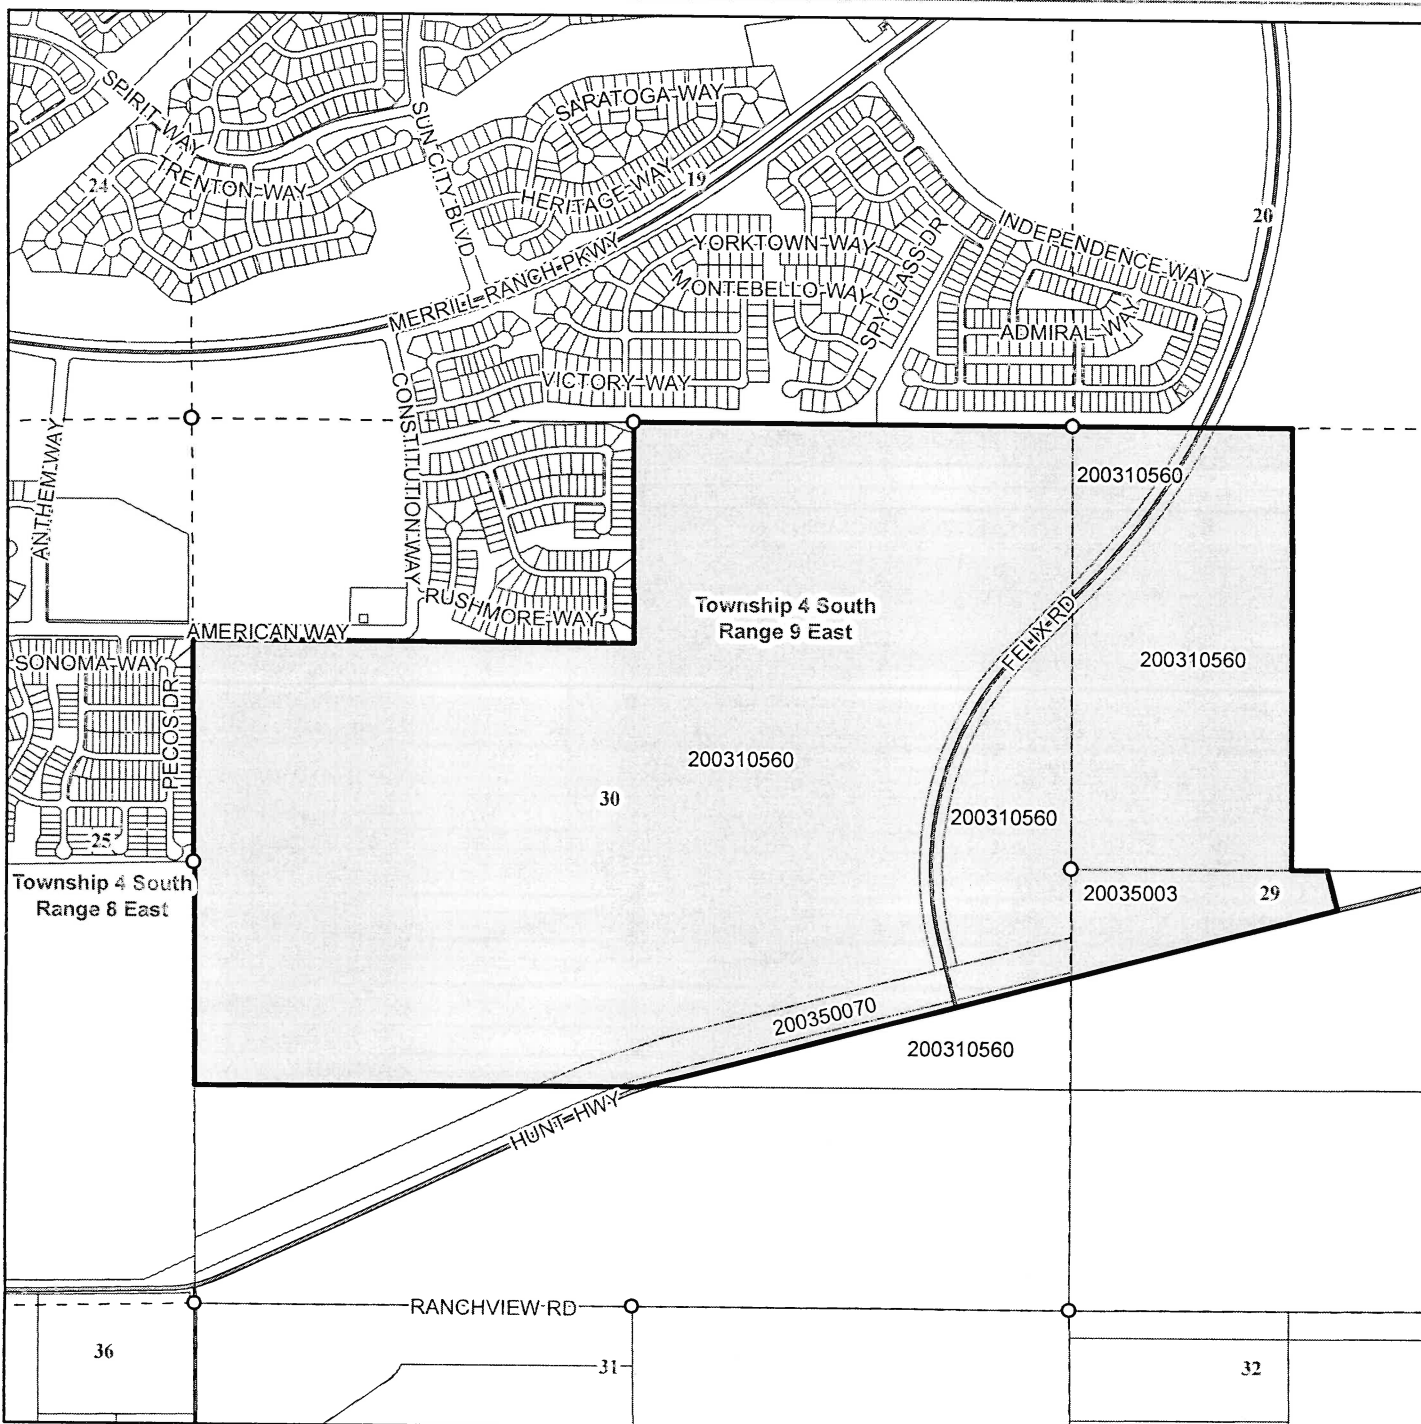 SPIRIT WAY
SUN CITY BLVD
SARATOGA WAY
24
TRENTON WAY
HERITAGE WAY
19
INDEPENDENCE WAY
20
YORKTOWN WAY
SPYGLASS DR
MERRILL RANCH PKWY
MONTEBELLO WAY
ADMIRAL WAY
VICTORY WAY
CONSTITUTION WAY
ANTHEM WAY
200310560
RUSHMORE WAY
Township 4 South
Range 9 East
AMERICAN WAY
FELIX RD
SONOMA WAY
PECOS DR
200310560
200310560
30
200310560
25
Township 4 South
Range 8 East
20035003
29
200350070
200310560
HUNT HWY
RANCHVIEW RD
36
31
32